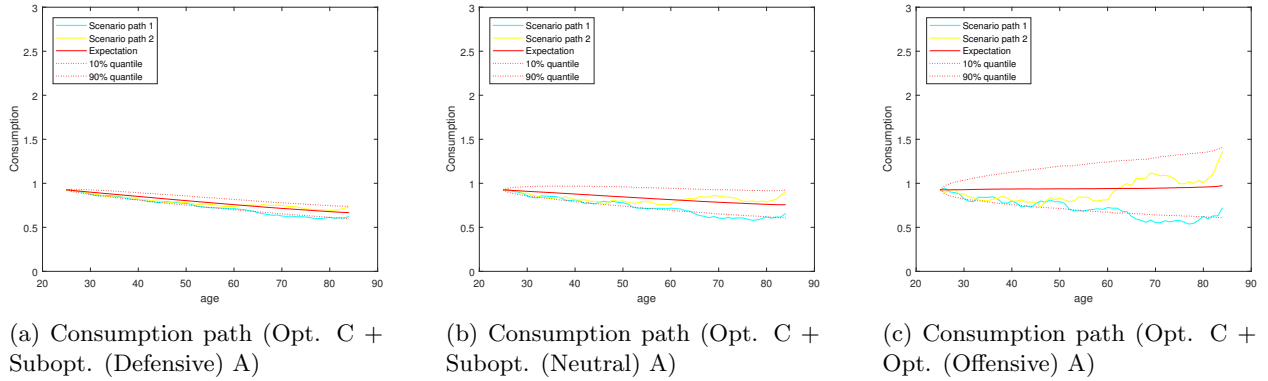 3
2.5
2
1.5
1
0.5
0
Consumption
Scenario path 1
Scenario path 2
Expectation
10% quantile
90% quantile
20 30 40 50 60 70 80 90
age
(a) Consumption path (Opt. C +
Subopt. (Defensive) A)
3
2.5
2
1.5
1
0.5
0
Consumption
Scenario path 1
Scenario path 2
Expectation
10% quantile
90% quantile
20 30 40 50 60 70 80 90
age
(b) Consumption path (Opt. C +
Subopt. (Neutral) A)
3
2.5
2
1.5
1
0.5
0
Consumption
Scenario path 1
Scenario path 2
Expectation
10% quantile
90% quantile
20 30 40 50 60 70 80 90
age
(c) Consumption path (Opt. C +
Opt. (Offensive) A)